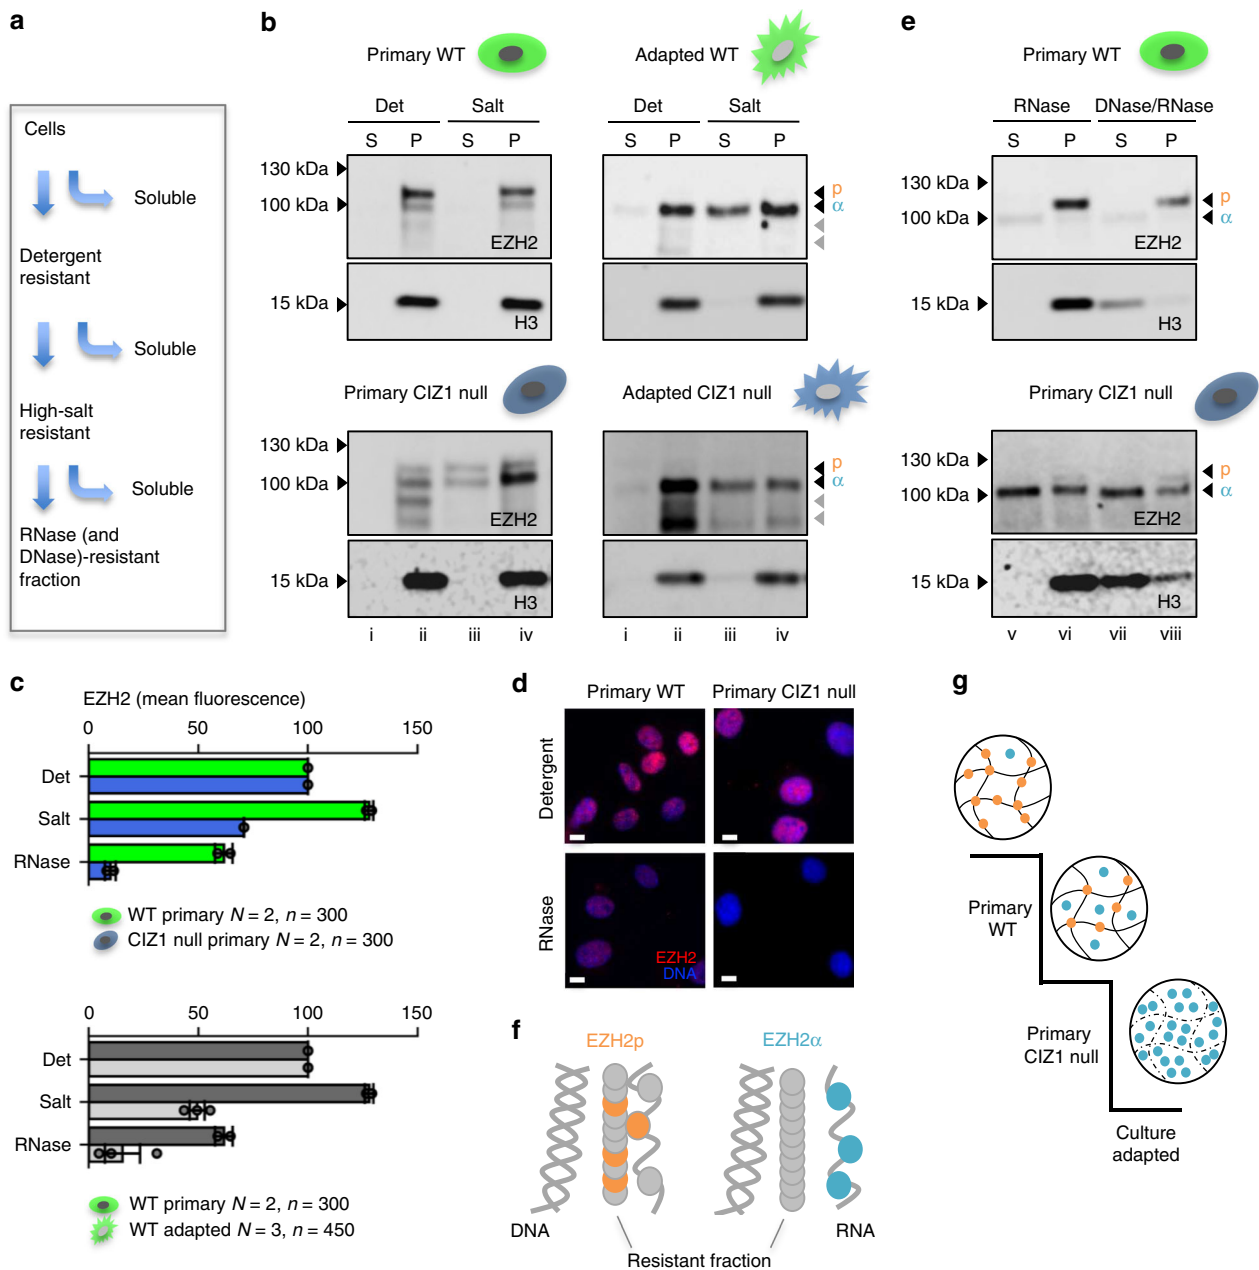 a
Cells
Soluble
Detergent
resistant
Soluble
High-salt
resistant
Soluble
RNase (and
DNase)-resistant
fraction
b
Primary WT
Adapted WT
Det Salt
Det Salt
S P S P
S P S P
130 kDa
100 kDa
EZH2
p
α
15 kDa
H3
Primary CIZ1 null
Adapted CIZ1 null
130 kDa
100 kDa
EZH2
p
α
15 kDa
H3
i ii iii iv
i ii iii iv
e
Primary WT
RNase DNase/RNase
S P S P
130 kDa
100 kDa
p
α
EZH2
15 kDa
H3
Primary CIZ1 null
130 kDa
100 kDa
p
α
EZH2
15 kDa
H3
v vi vii viii
c
EZH2 (mean fluorescence)
0 50 100 150
Det
Salt
RNase
WT primary N = 2, n = 300
CIZ1 null primary N = 2, n = 300
0 50 100 150
Det
Salt
RNase
WT primary N = 2, n = 300
WT adapted N = 3, n = 450
d
Primary WT Primary CIZ1 null
Detergent
RNase
EZH2
DNA
f
EZH2p EZH2α
DNA RNA
Resistant fraction
g
Primary
WT
Primary
CIZ1 null
Culture
adapted